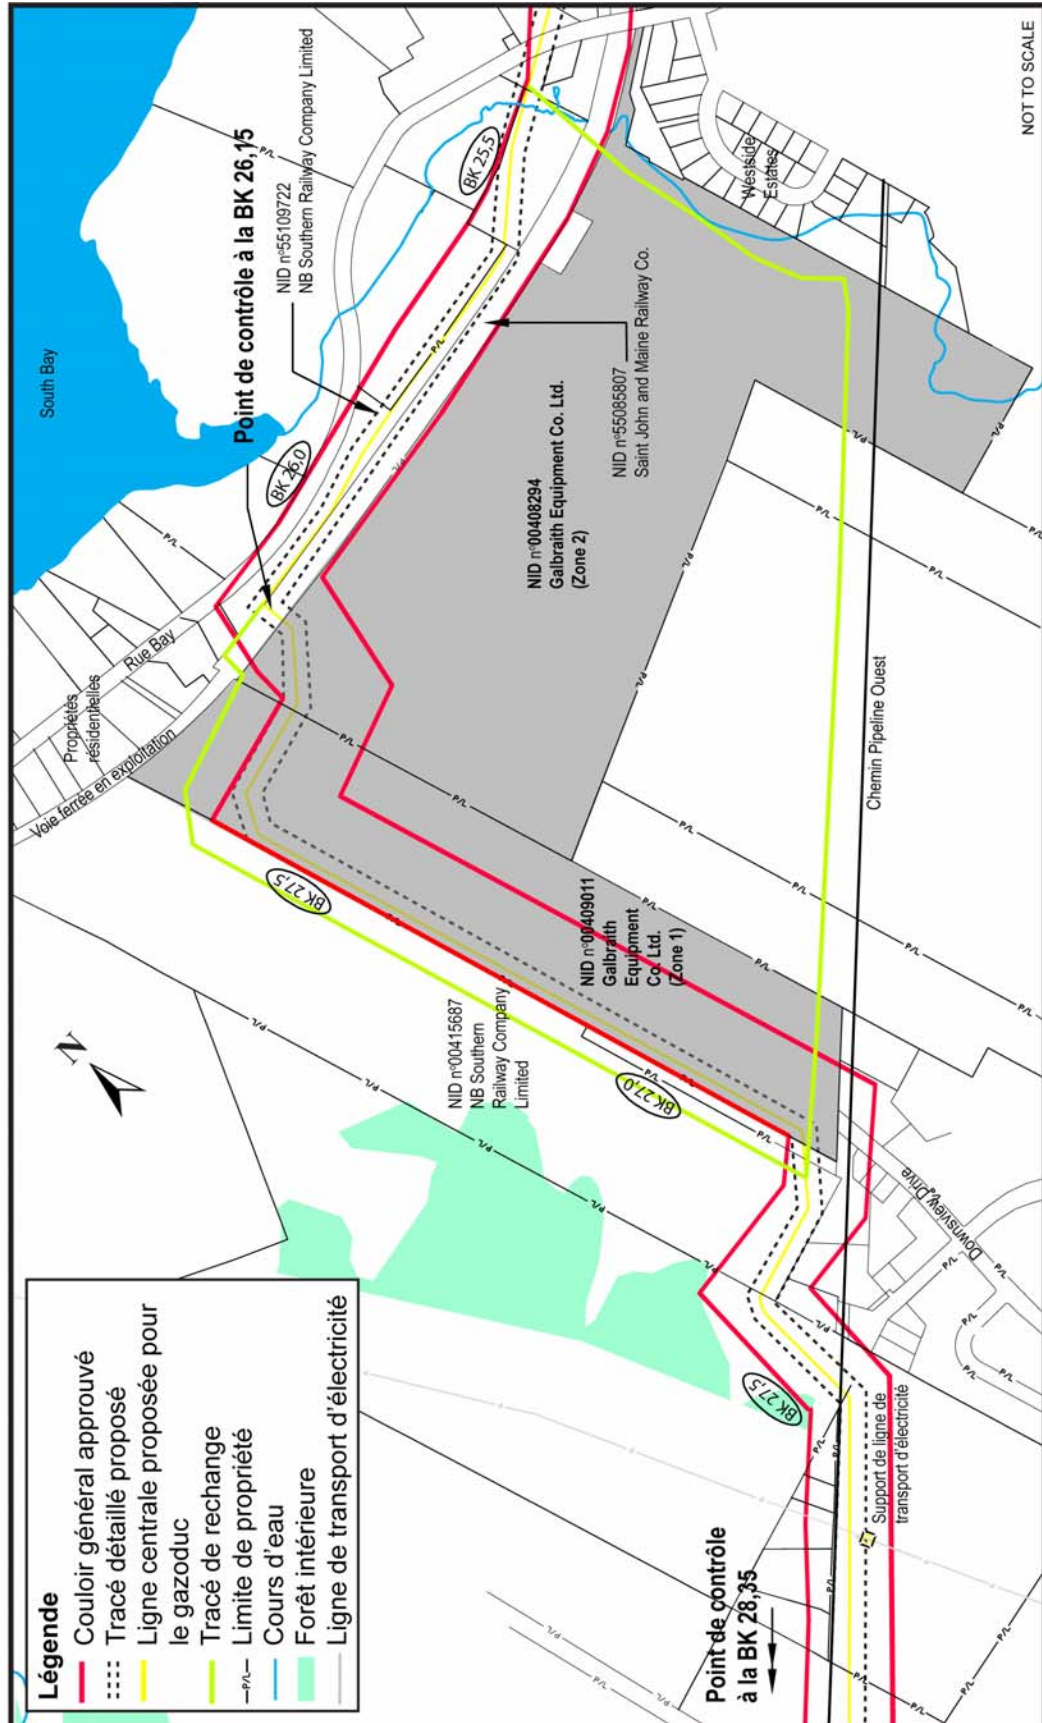 South Bay
Point de contrôle à la BK 26,15
NID nº55109722
NB Southern Railway Company Limited
BK 25,5
BK 26,0
P/L
P/L
P/L
P/L
Propriétés
résidentielles
Rue Bay
Voie ferrée en exploitation
NID nº55085807
Saint John and Maine Railway Co.
NID nº00408294
Galbraith Equipment Co. Ltd.
(Zone 2)
Westside
Estates
NOT TO SCALE
P/L
P/L
P/L
P/L
P/L
P/L
P/L
P/L
P/L
Chemin Pipeline Ouest
N
BK 27,5
NID nº00409011
Galbraith
Equipment
Co. Ltd.
(Zone 1)
NID nº00415687
NB Southern
Railway Company
Limited
BK 27,0
P/L
P/L
P/L
P/L
P/L
P/L
P/L
P/L
P/L
P/L
Downsview Drive
P/L
P/L
P/L
P/L
P/L
P/L
BK 27,5
Support de ligne de
transport d'électricité
Point de contrôle
à la BK 28,35
P/L
P/L
P/L
P/L
P/L
Légende
Couloir général approuvé
Tracé détaillé proposé
Ligne centrale proposée pour
le gazoduc
Tracé de rechange
P/L
Limite de propriété
Cours d'eau
Forêt intérieure
Ligne de transport d'électricité